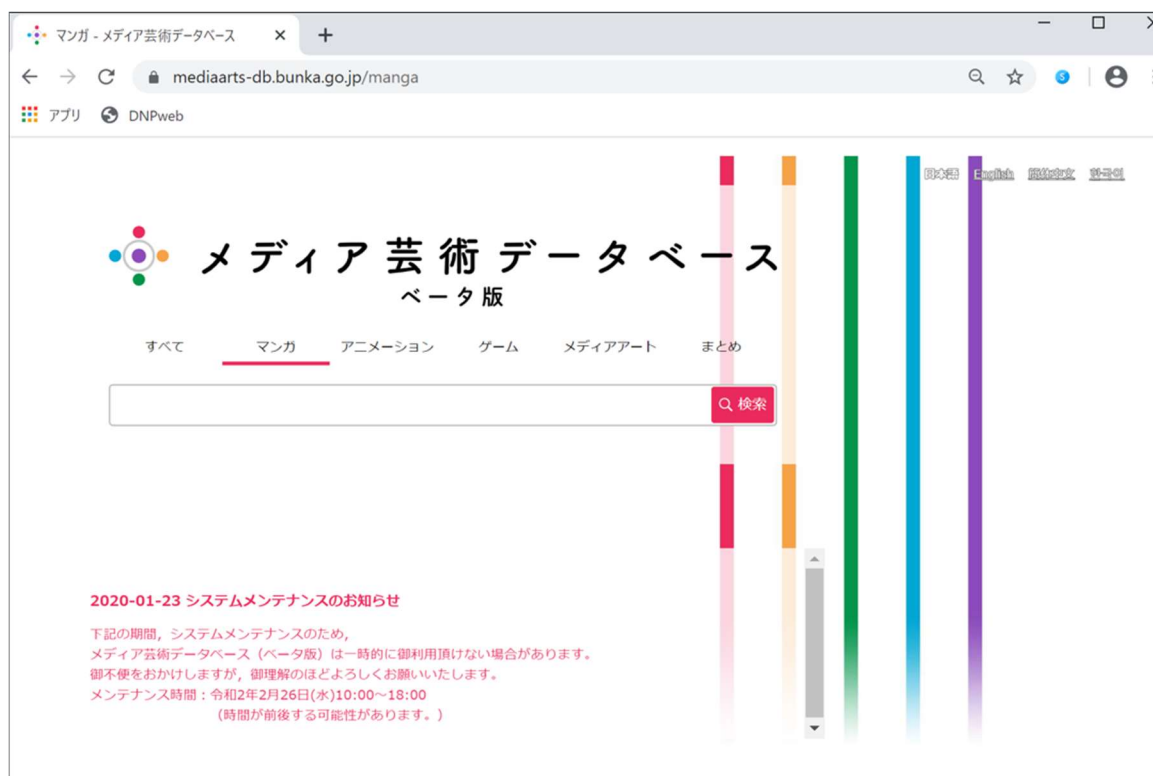 マンガ - メディア芸術データベース
mediaarts-db.bunka.go.jp/manga
アプリ DNPweb
日本語 English 简体中文 한국어
メディア芸術データベース
ベータ版
すべて マンガ アニメーション ゲーム メディアアート まとめ
検索
2020-01-23 システムメンテナンスのお知らせ
下記の期間，システムメンテナンスのため，
メディア芸術データベース（ベータ版）は一時的に御利用頂けない場合があります。
御不便をおかけしますが，御理解のほどよろしくお願いいたします。
メンテナンス時間：令和2年2月26日(水)10:00～18:00
（時間が前後する可能性があります。）